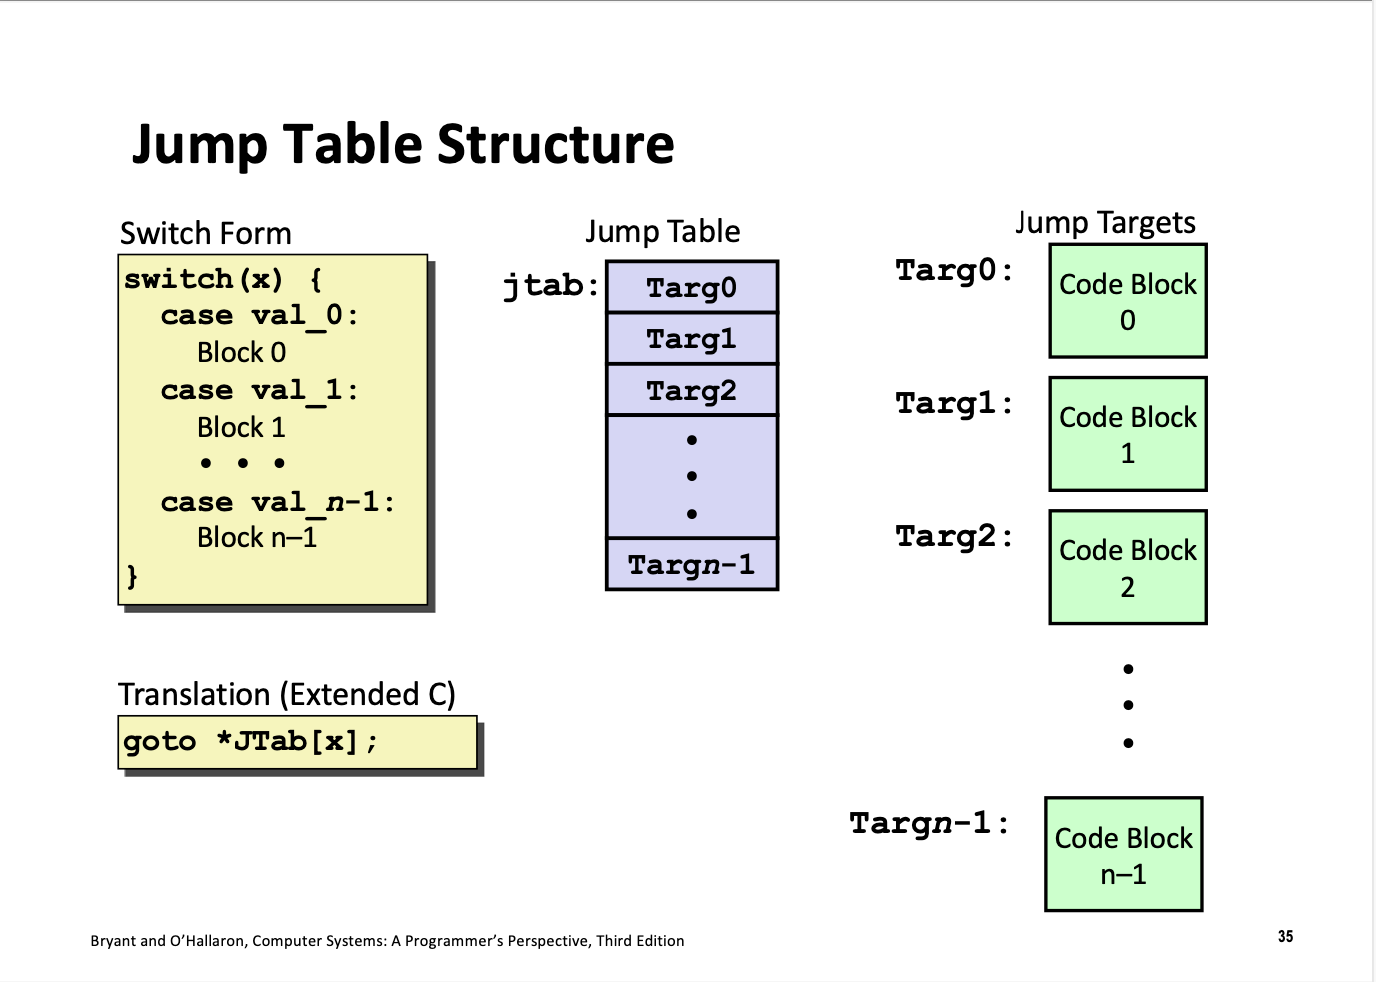 Jump Table Structure
Switch Form
switch(x) {
case val_0:
Block 0
case val_1:
Block 1
• • •
case val_n-1:
Block n–1
}
Translation (Extended C)
goto *JTab[x];
Jump Table
jtab:
Targ0
Targ1
Targ2
•
•
•
Targn-1
Jump Targets
Targ0:
Code Block
0
Targ1:
Code Block
1
Targ2:
Code Block
2
•
•
•
Targn-1:
Code Block
n–1
Bryant and O’Hallaron, Computer Systems: A Programmer’s Perspective, Third Edition
35